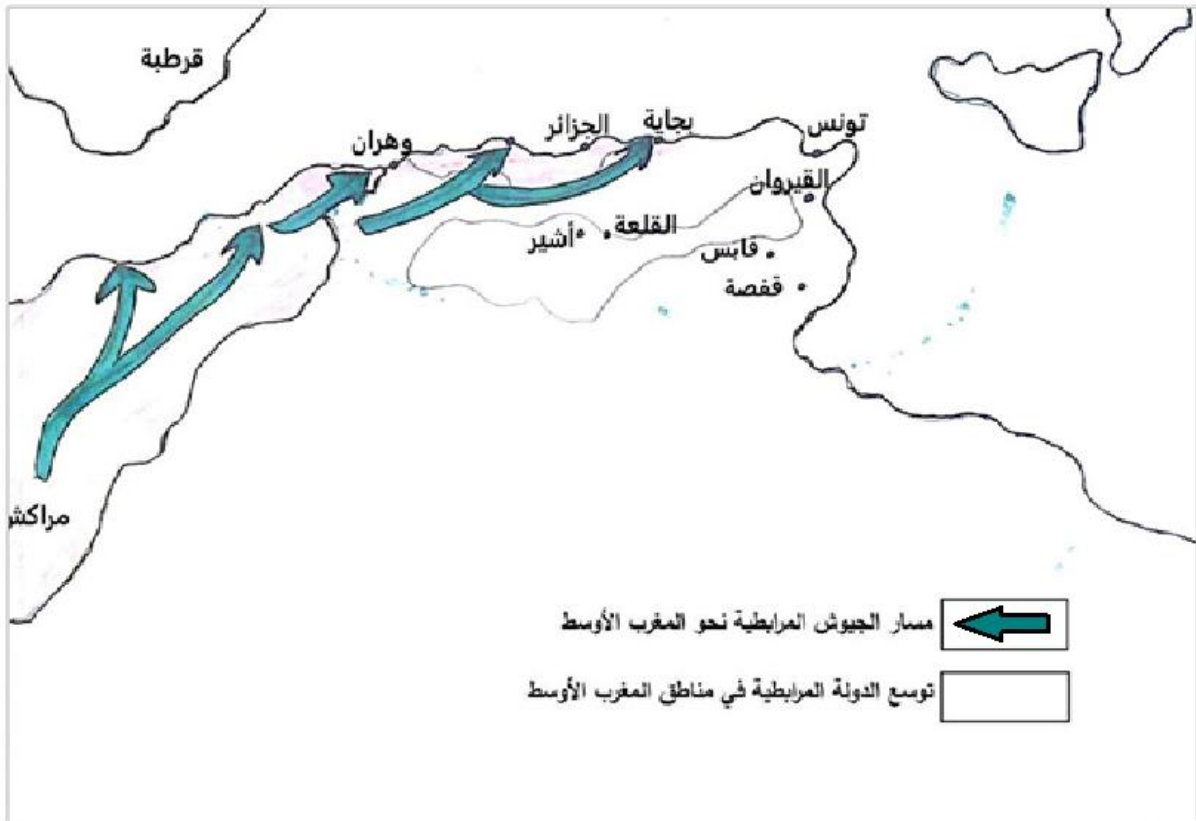 قرطبة
بجاية
تونس
الجزائر
وهران
القيروان
القلعة
أشير
قابس
قفصة
مراكش
مسار الجيوش المرابطية نحو المغرب الأوسط
توسع الدولة المرابطية في مناطق المغرب الأوسط